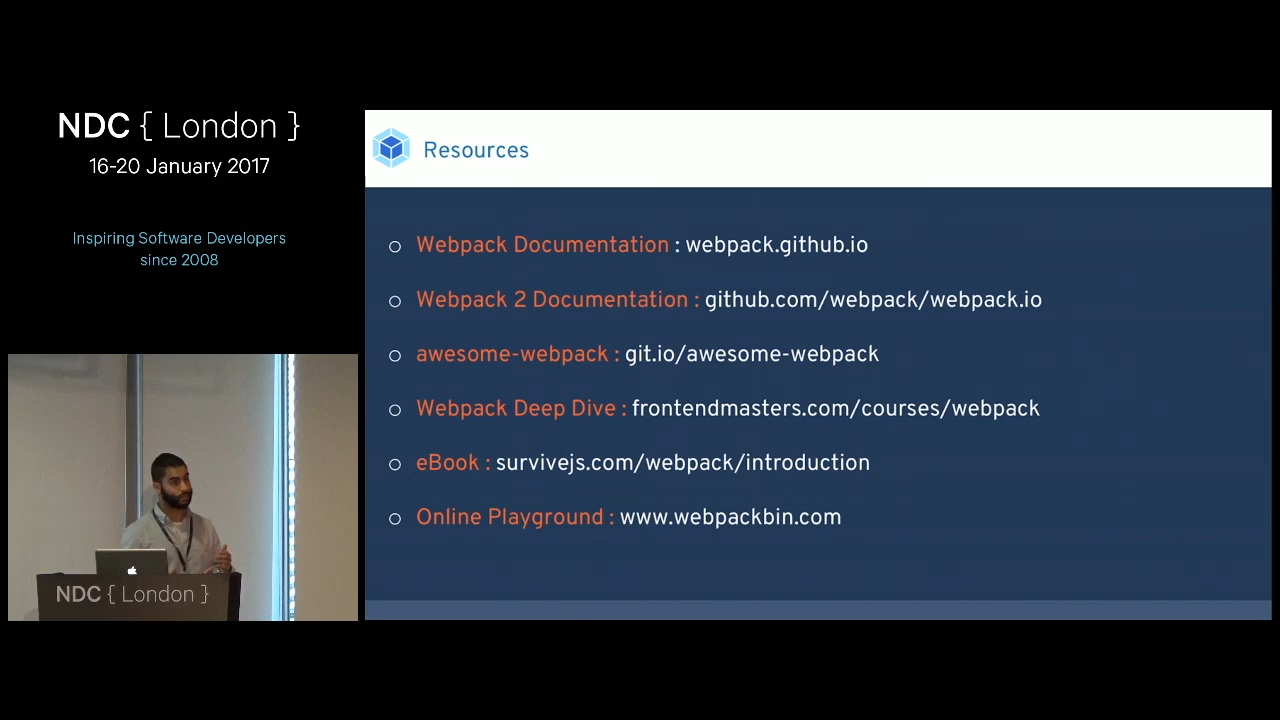 NDC { London }
16-20 January 2017
Inspiring Software Developers
since 2008
Resources
Webpack Documentation : webpack.github.io
Webpack 2 Documentation : github.com/webpack/webpack.io
awesome-webpack : git.io/awesome-webpack
Webpack Deep Dive : frontendmasters.com/courses/webpack
eBook : survivejs.com/webpack/introduction
Online Playground : www.webpackbin.com
NDC { London }